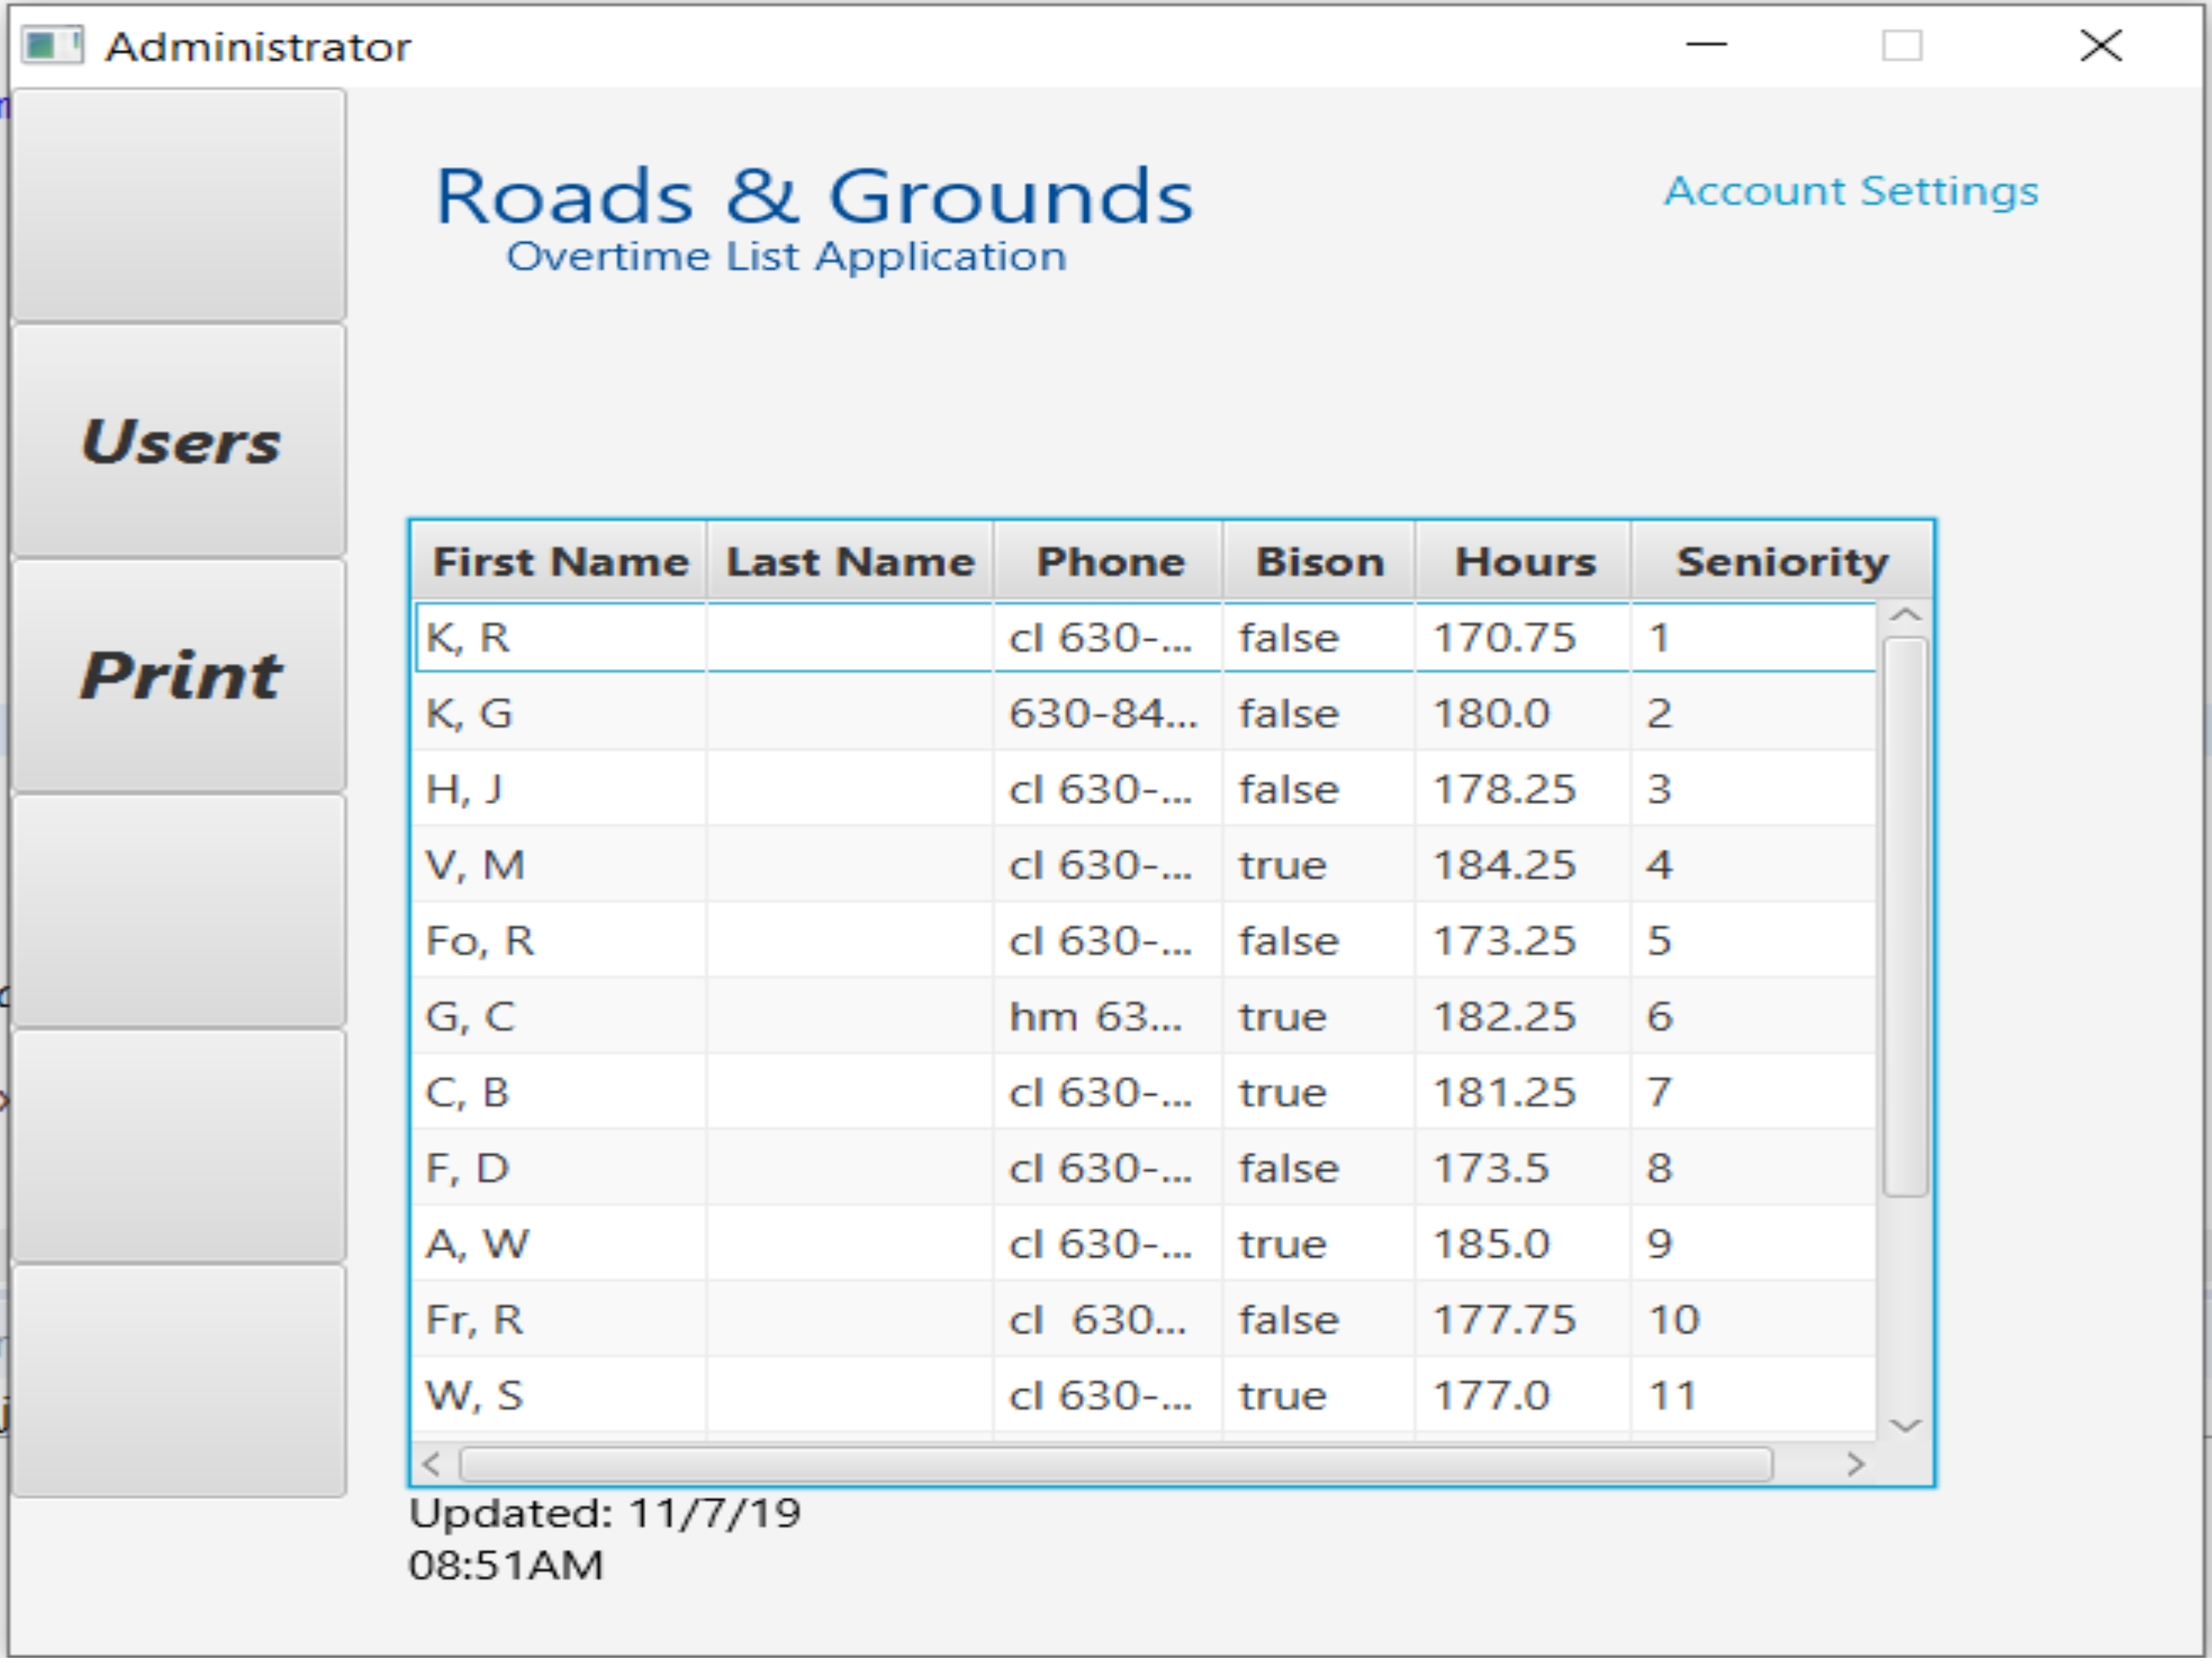 Administrator
Roads & Grounds
Account Settings
Overtime List Application
Users
Print
First Name Last Name Phone Bison Hours Seniority
K, R cl 630-... false 170.75 1
K, G 630-84... false 180.0 2
H, J cl 630-... false 178.25 3
V, M cl 630-... true 184.25 4
Fo, R cl 630-... false 173.25 5
G, C hm 63... true 182.25 6
C, B cl 630-... true 181.25 7
F, D cl 630-... false 173.5 8
A, W cl 630-... true 185.0 9
Fr, R cl 630... false 177.75 10
W, S cl 630-... true 177.0 11
Updated: 11/7/19
08:51AM